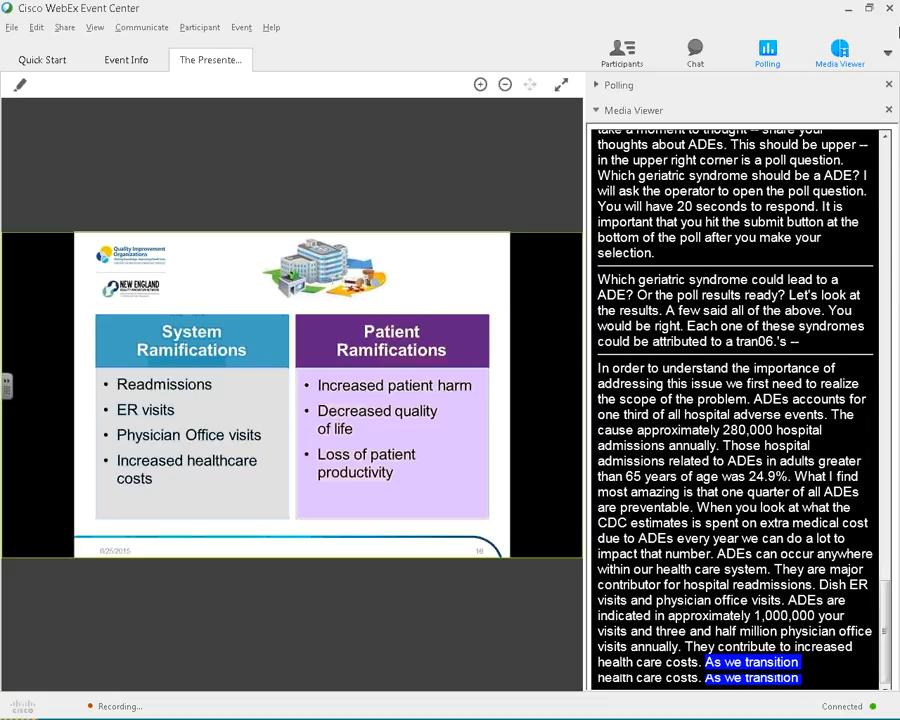 Cisco WebEx Event Center
File Edit Share View Communicate Participant Event Help
Quick Start Event Info The Presente...
Participants Chat Polling Media Viewer
Polling
Media Viewer
Quality Improvement
Organizations
NEW ENGLAND
System
Ramifications
• Readmissions
• ER visits
• Physician Office visits
• Increased healthcare
costs
Patient
Ramifications
• Increased patient harm
• Decreased quality
of life
• Loss of patient
productivity
6/25/2015
16
take a moment to thought -- share your
thoughts about ADEs. This should be upper --
in the upper right corner is a poll question.
Which geriatric syndrome should be a ADE? I
will ask the operator to open the poll question.
You will have 20 seconds to respond. It is
important that you hit the submit button at the
bottom of the poll after you make your
selection.
Which geriatric syndrome could lead to a
ADE? Or the poll results ready? Let's look at
the results. A few said all of the above. You
would be right. Each one of these syndromes
could be attributed to a tran06.'s --
In order to understand the importance of
addressing this issue we first need to realize
the scope of the problem. ADEs accounts for
one third of all hospital adverse events. The
cause approximately 280,000 hospital
admissions annually. Those hospital
admissions related to ADEs in adults greater
than 65 years of age was 24.9%. What I find
most amazing is that one quarter of all ADEs
are preventable. When you look at what the
CDC estimates is spent on extra medical cost
due to ADEs every year we can do a lot to
impact that number. ADEs can occur anywhere
within our health care system. They are major
contributor for hospital readmissions. Dish ER
visits and physician office visits. ADEs are
indicated in approximately 1,000,000 your
visits and three and half million physician office
visits annually. They contribute to increased
health care costs. As we transition
health care costs. As we transition
Recording...
Connected